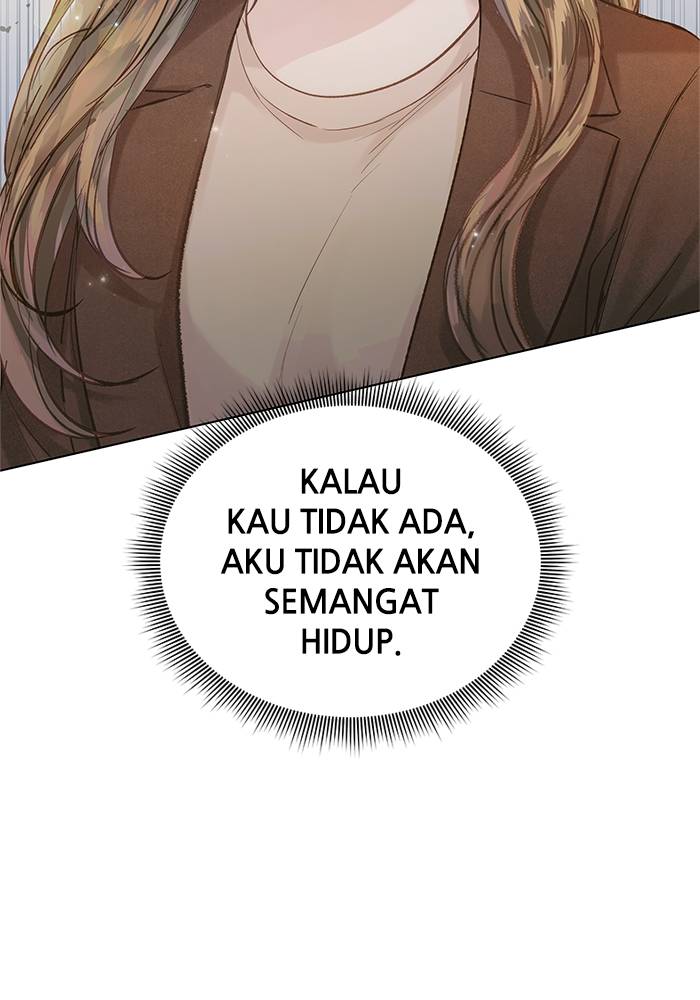 KALAU
KAU TIDAK ADA,
AKU TIDAK AKAN
SEMANGAT
HIDUP.